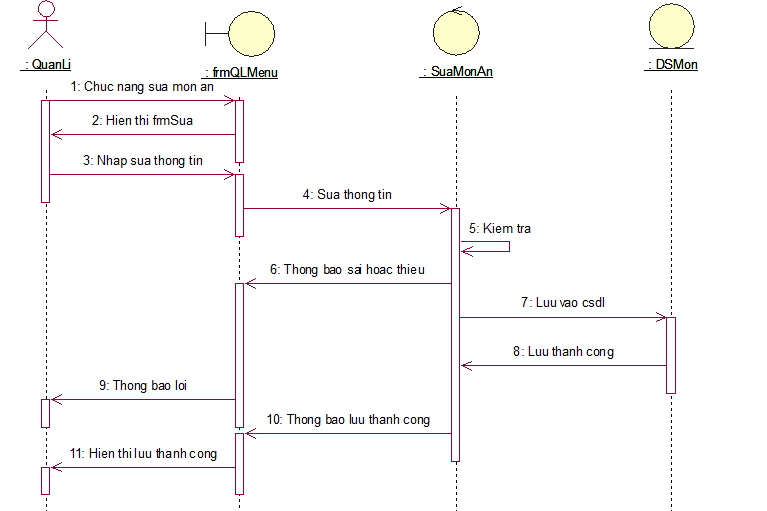 : QuanLi
: frmQLMenu
: SuaMonAn
: DSMon
1: Chuc nang sua mon an
2: Hien thi frmSua
3: Nhap sua thong tin
4: Sua thong tin
5: Kiem tra
6: Thong bao sai hoac thieu
7: Luu vao csdl
8: Luu thanh cong
9: Thong bao loi
10: Thong bao luu thanh cong
11: Hien thi luu thanh cong